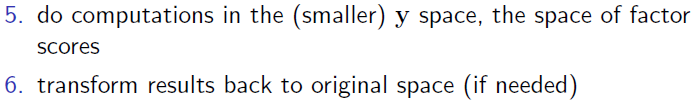 5. do computations in the (smaller) y space, the space of factor
scores
6. transform results back to original space (if needed)